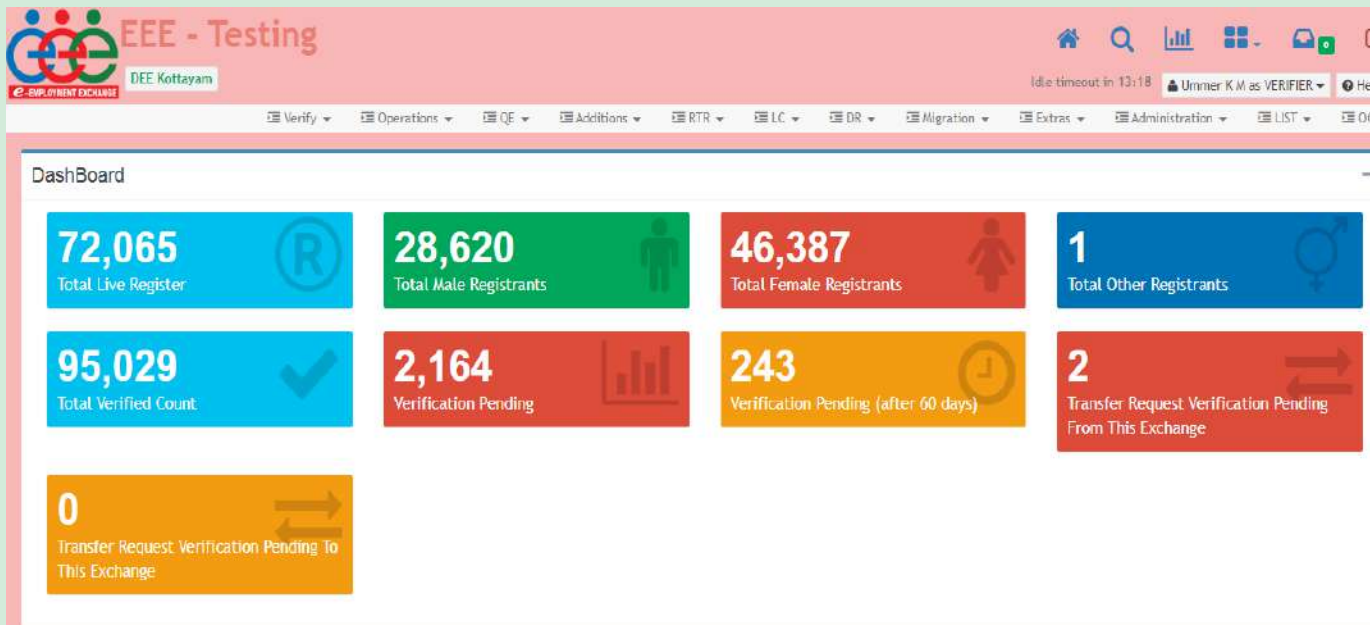 EEE - Testing
DEE Kottayam
e-EMPLOYMENT EXCHANGE
0
Idle timeout in 13:18
Ummer K M as VERIFIER
He
Verify
Operations
QE
Additions
RTR
LC
DR
Migration
Extras
Administration
LIST
DashBoard
72,065
Total Live Register
28,620
Total Male Registrants
46,387
Total Female Registrants
1
Total Other Registrants
95,029
Total Verified Count
2,164
Verification Pending
243
Verification Pending (after 60 days)
2
Transfer Request Verification Pending
From This Exchange
0
Transfer Request Verification Pending To
This Exchange